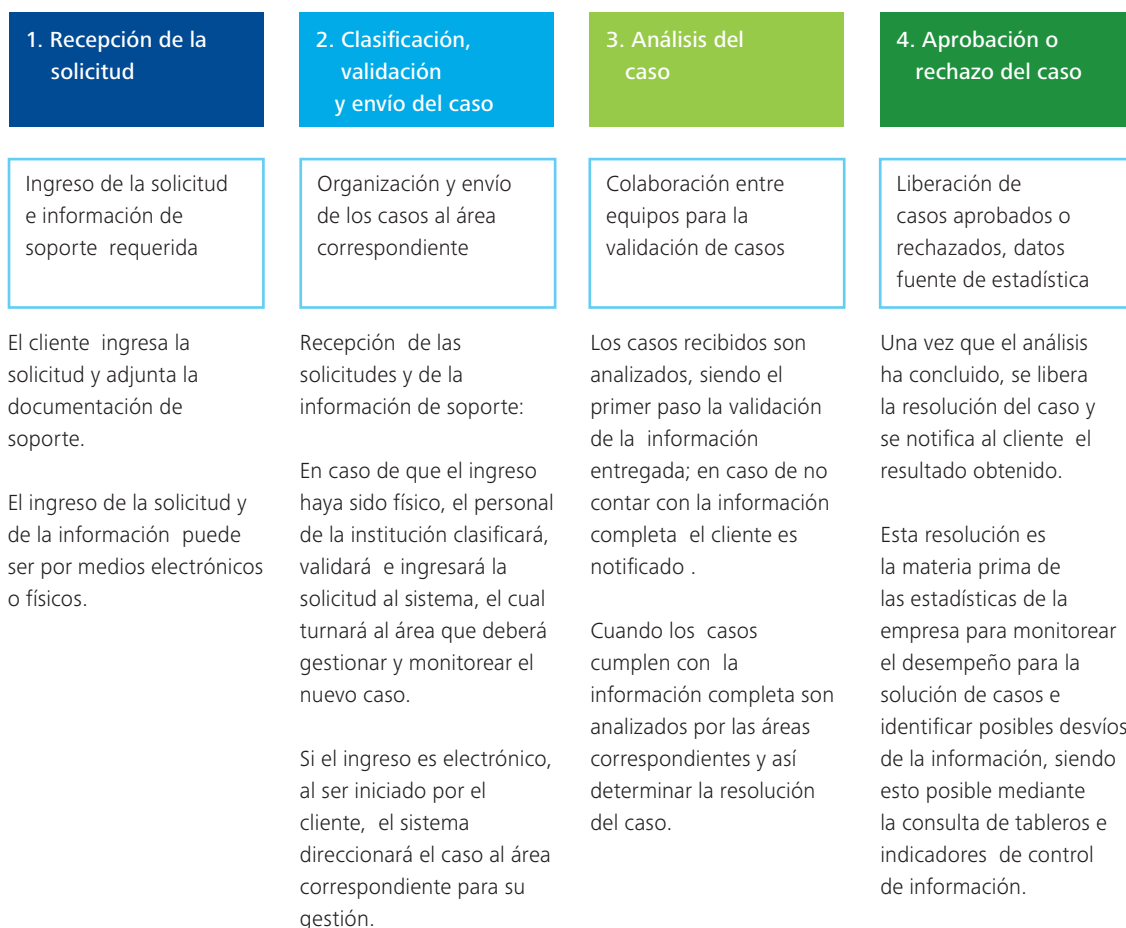 1. Recepción de la
solicitud
Ingreso de la solicitud
e información de
soporte requerida
El cliente ingresa la
solicitud y adjunta la
documentación de
soporte.
El ingreso de la solicitud y
de la información puede
ser por medios electrónicos
o físicos.
2. Clasificación,
validación
y envío del caso
Organización y envío
de los casos al área
correspondiente
Recepción de las
solicitudes y de la
información de soporte:
En caso de que el ingreso
haya sido físico, el personal
de la institución clasificará,
validará e ingresará la
solicitud al sistema, el cual
turnará al área que deberá
gestionar y monitorear el
nuevo caso.
Si el ingreso es electrónico,
al ser iniciado por el
cliente, el sistema
direccionará el caso al área
correspondiente para su
gestión.
3. Análisis del
caso
Colaboración entre
equipos para la
validación de casos
Los casos recibidos son
analizados, siendo el
primer paso la validación
de la información
entregada; en caso de no
contar con la información
completa el cliente es
notificado .
Cuando los casos
cumplen con la
información completa son
analizados por las áreas
correspondientes y así
determinar la resolución
del caso.
4. Aprobación o
rechazo del caso
Liberación de
casos aprobados o
rechazados, datos
fuente de estadística
Una vez que el análisis
ha concluido, se libera
la resolución del caso y
se notifica al cliente el
resultado obtenido.
Esta resolución es
la materia prima de
las estadísticas de la
empresa para monitorear
el desempeño para la
solución de casos e
identificar posibles desvíos
de la información, siendo
esto posible mediante
la consulta de tableros e
indicadores de control
de información.